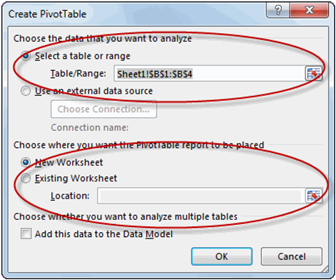 Create PivotTable
Choose the data that you want to analyze
Select a table or range
Table/Range: Sheet1!$B$1:$B$4
Use an external data source
Choose Connection...
Connection name:
Choose where you want the PivotTable report to be placed
New Worksheet
Existing Worksheet
Location:
Choose whether you want to analyze multiple tables
Add this data to the Data Model
OK Cancel